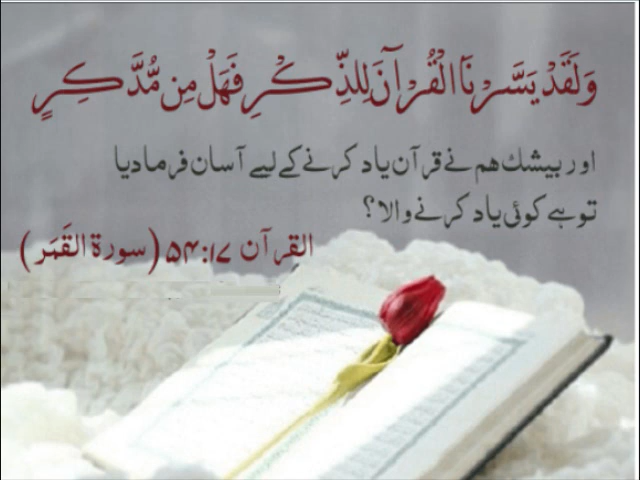 وَلَقَدْ يَسَّرْنَا الْقُرْآنَ لِلذِّكْرِ فَهَلْ مِن مُّدَّكِرٍ
اور بیشک ہم نے قرآن یاد کرنے کے لیے آسان فرما دیا
تو ہے کوئی یاد کرنے والا؟
القرآن ۵۴:۱۷ (سورۃ القَمَر)